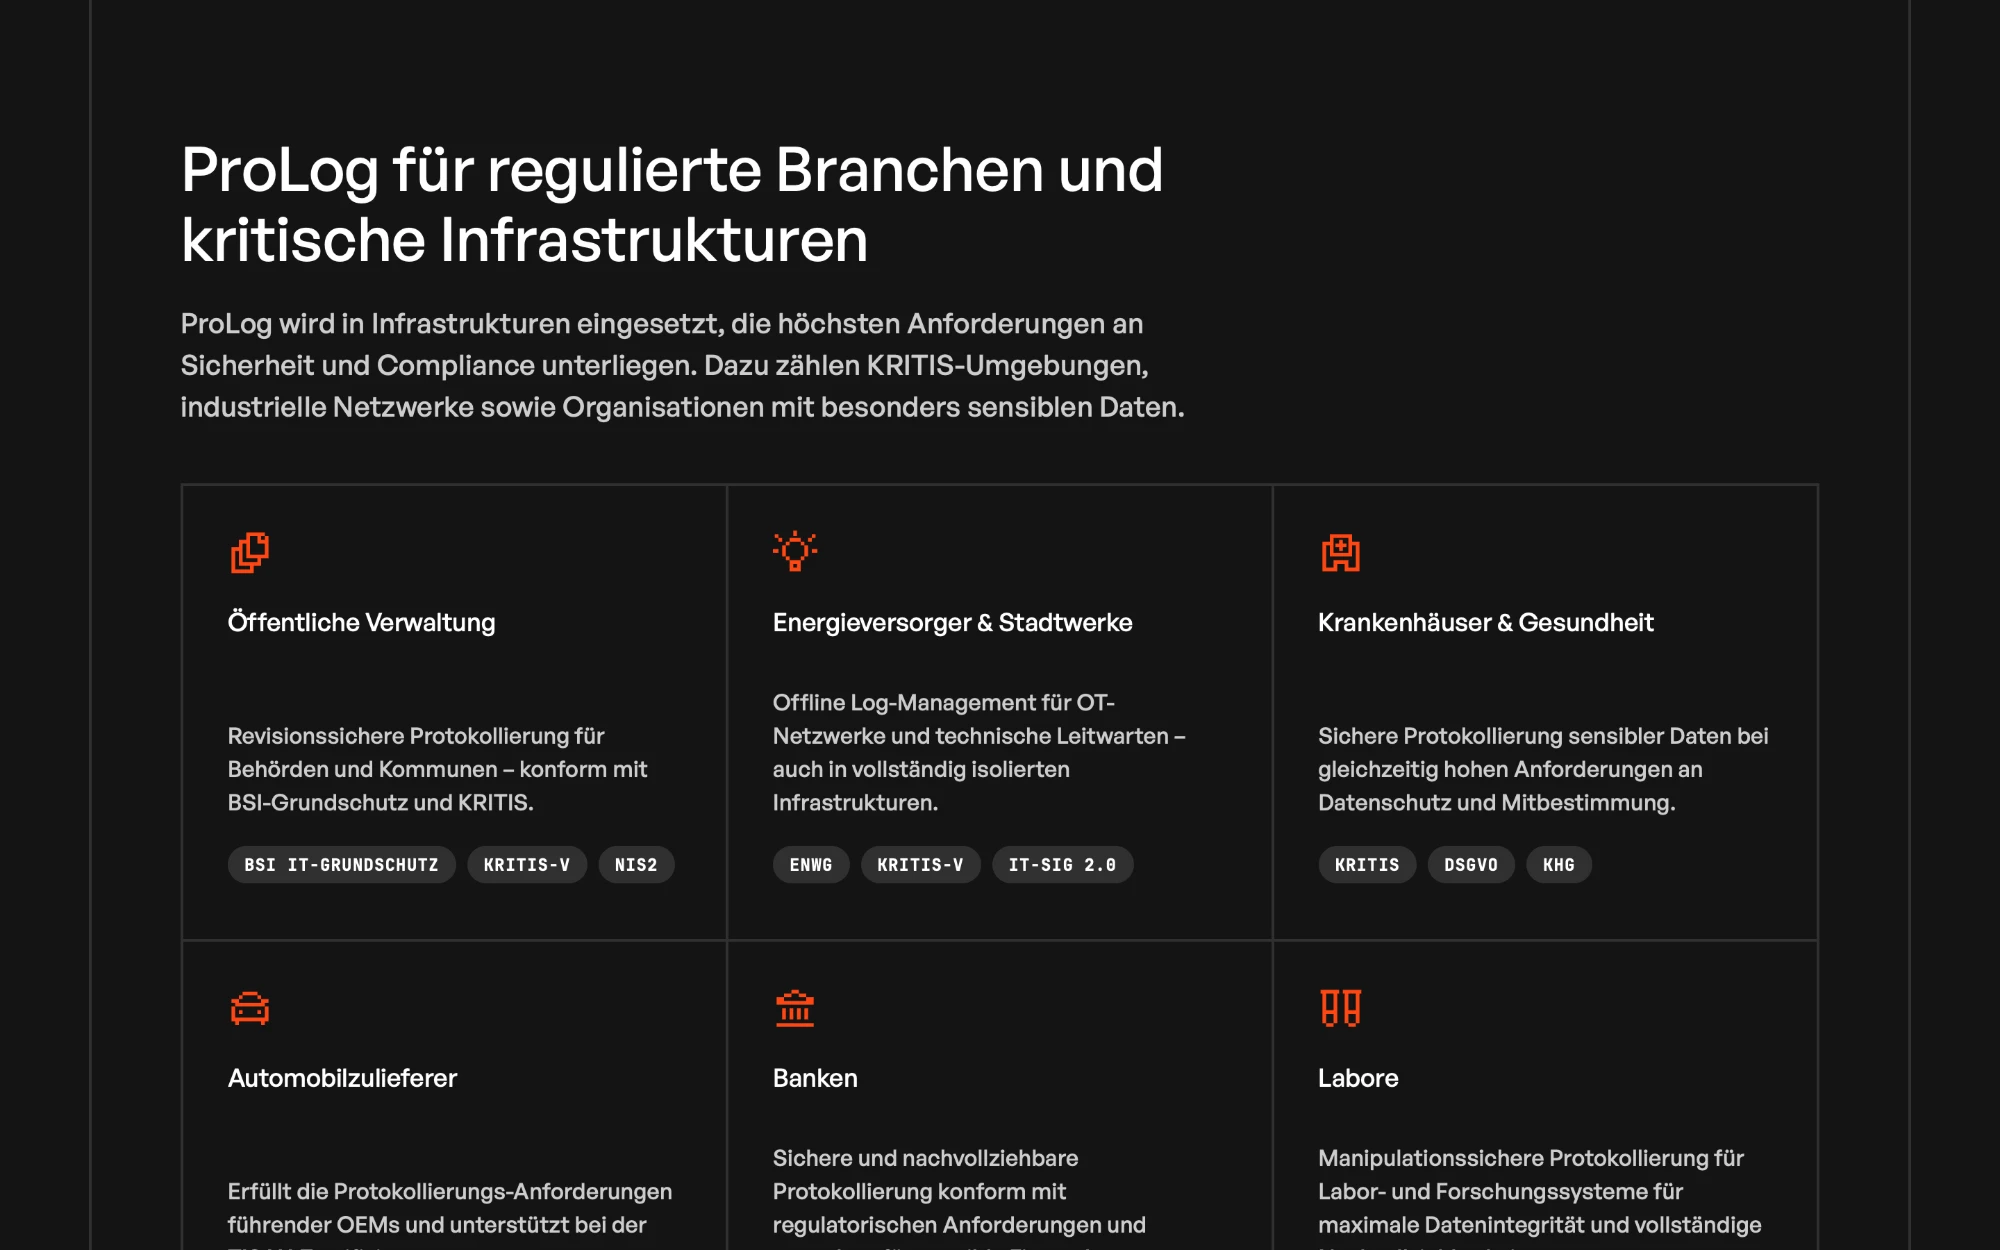 ProLog für regulierte Branchen und
kritische Infrastrukturen
ProLog wird in Infrastrukturen eingesetzt, die höchsten Anforderungen an
Sicherheit und Compliance unterliegen. Dazu zählen KRITIS-Umgebungen,
industrielle Netzwerke sowie Organisationen mit besonders sensiblen Daten.
Öffentliche Verwaltung
Revisionssichere Protokollierung für
Behörden und Kommunen – konform mit
BSI-Grundschutz und KRITIS.
BSI IT-GRUNDSCHUTZ KRITIS-V NIS2
Energieversorger & Stadtwerke
Offline Log-Management für OT-
Netzwerke und technische Leitwarten –
auch in vollständig isolierten
Infrastrukturen.
ENWG KRITIS-V IT-SIG 2.0
Krankenhäuser & Gesundheit
Sichere Protokollierung sensibler Daten bei
gleichzeitig hohen Anforderungen an
Datenschutz und Mitbestimmung.
KRITIS DSGVO KHG
Automobilzulieferer
Erfüllt die Protokollierungs-Anforderungen
führender OEMs und unterstützt bei der
Banken
Sichere und nachvollziehbare
Protokollierung konform mit
regulatorischen Anforderungen und
Labore
Manipulationssichere Protokollierung für
Labor- und Forschungssysteme für
maximale Datenintegrität und vollständige